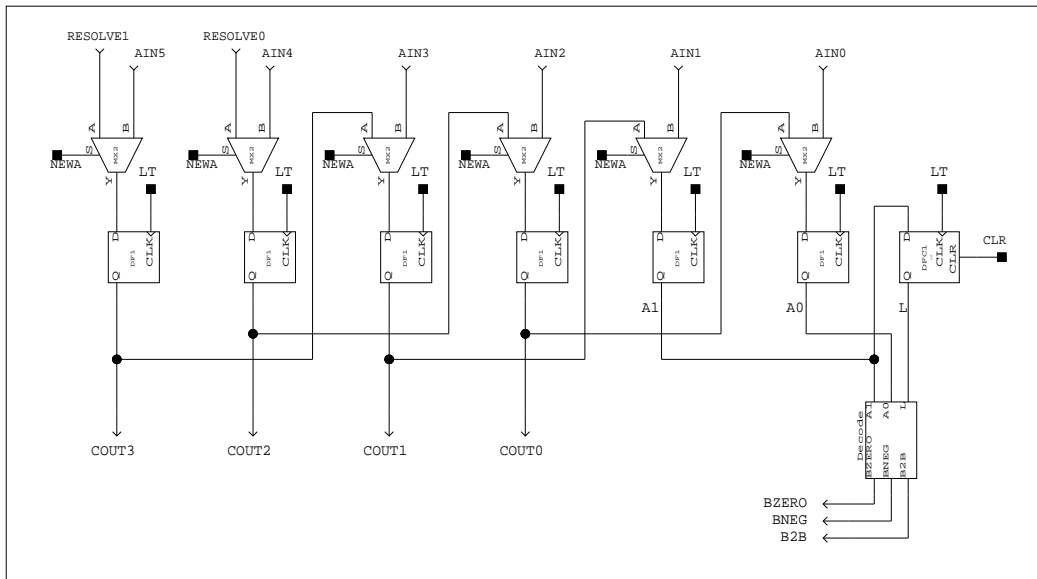 RESOLVE1 RESOLVE0
AIN5 AIN4 AIN3 AIN2 AIN1 AIN0
A B A B A B A B A B A B
S S S S S S
MX2 MX2 MX2 MX2 MX2 MX2
NEWA NEWA NEWA NEWA NEWA NEWA
Y Y Y Y Y Y
LT LT LT LT LT LT LT
D CLK D CLK D CLK D CLK D CLK D CLK D CLK CLR
DF1 DF1 DF1 DF1 DF1 DF1 DFC1
CLR
Q Q Q Q Q Q Q
A1 A0 L
A1 A0 L
Decode
BZERO BNEG B2B
COUT3 COUT2 COUT1 COUT0
BZERO
BNEG
B2B